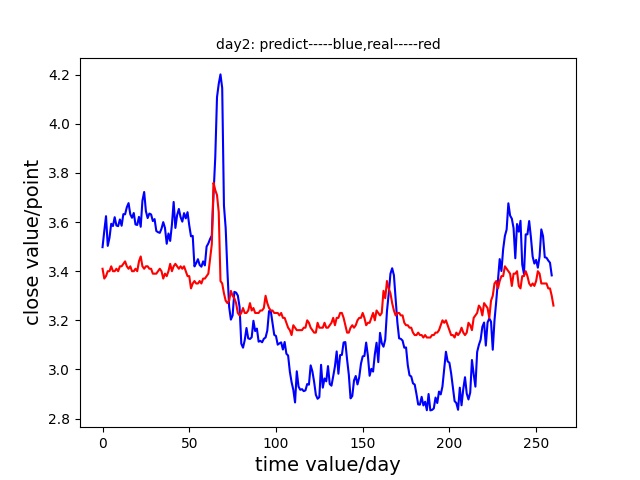 day2: predict-----blue,real-----red
close value/point
4.2
4.0
3.8
3.6
3.4
3.2
3.0
2.8
0 50 100 150 200 250
time value/day